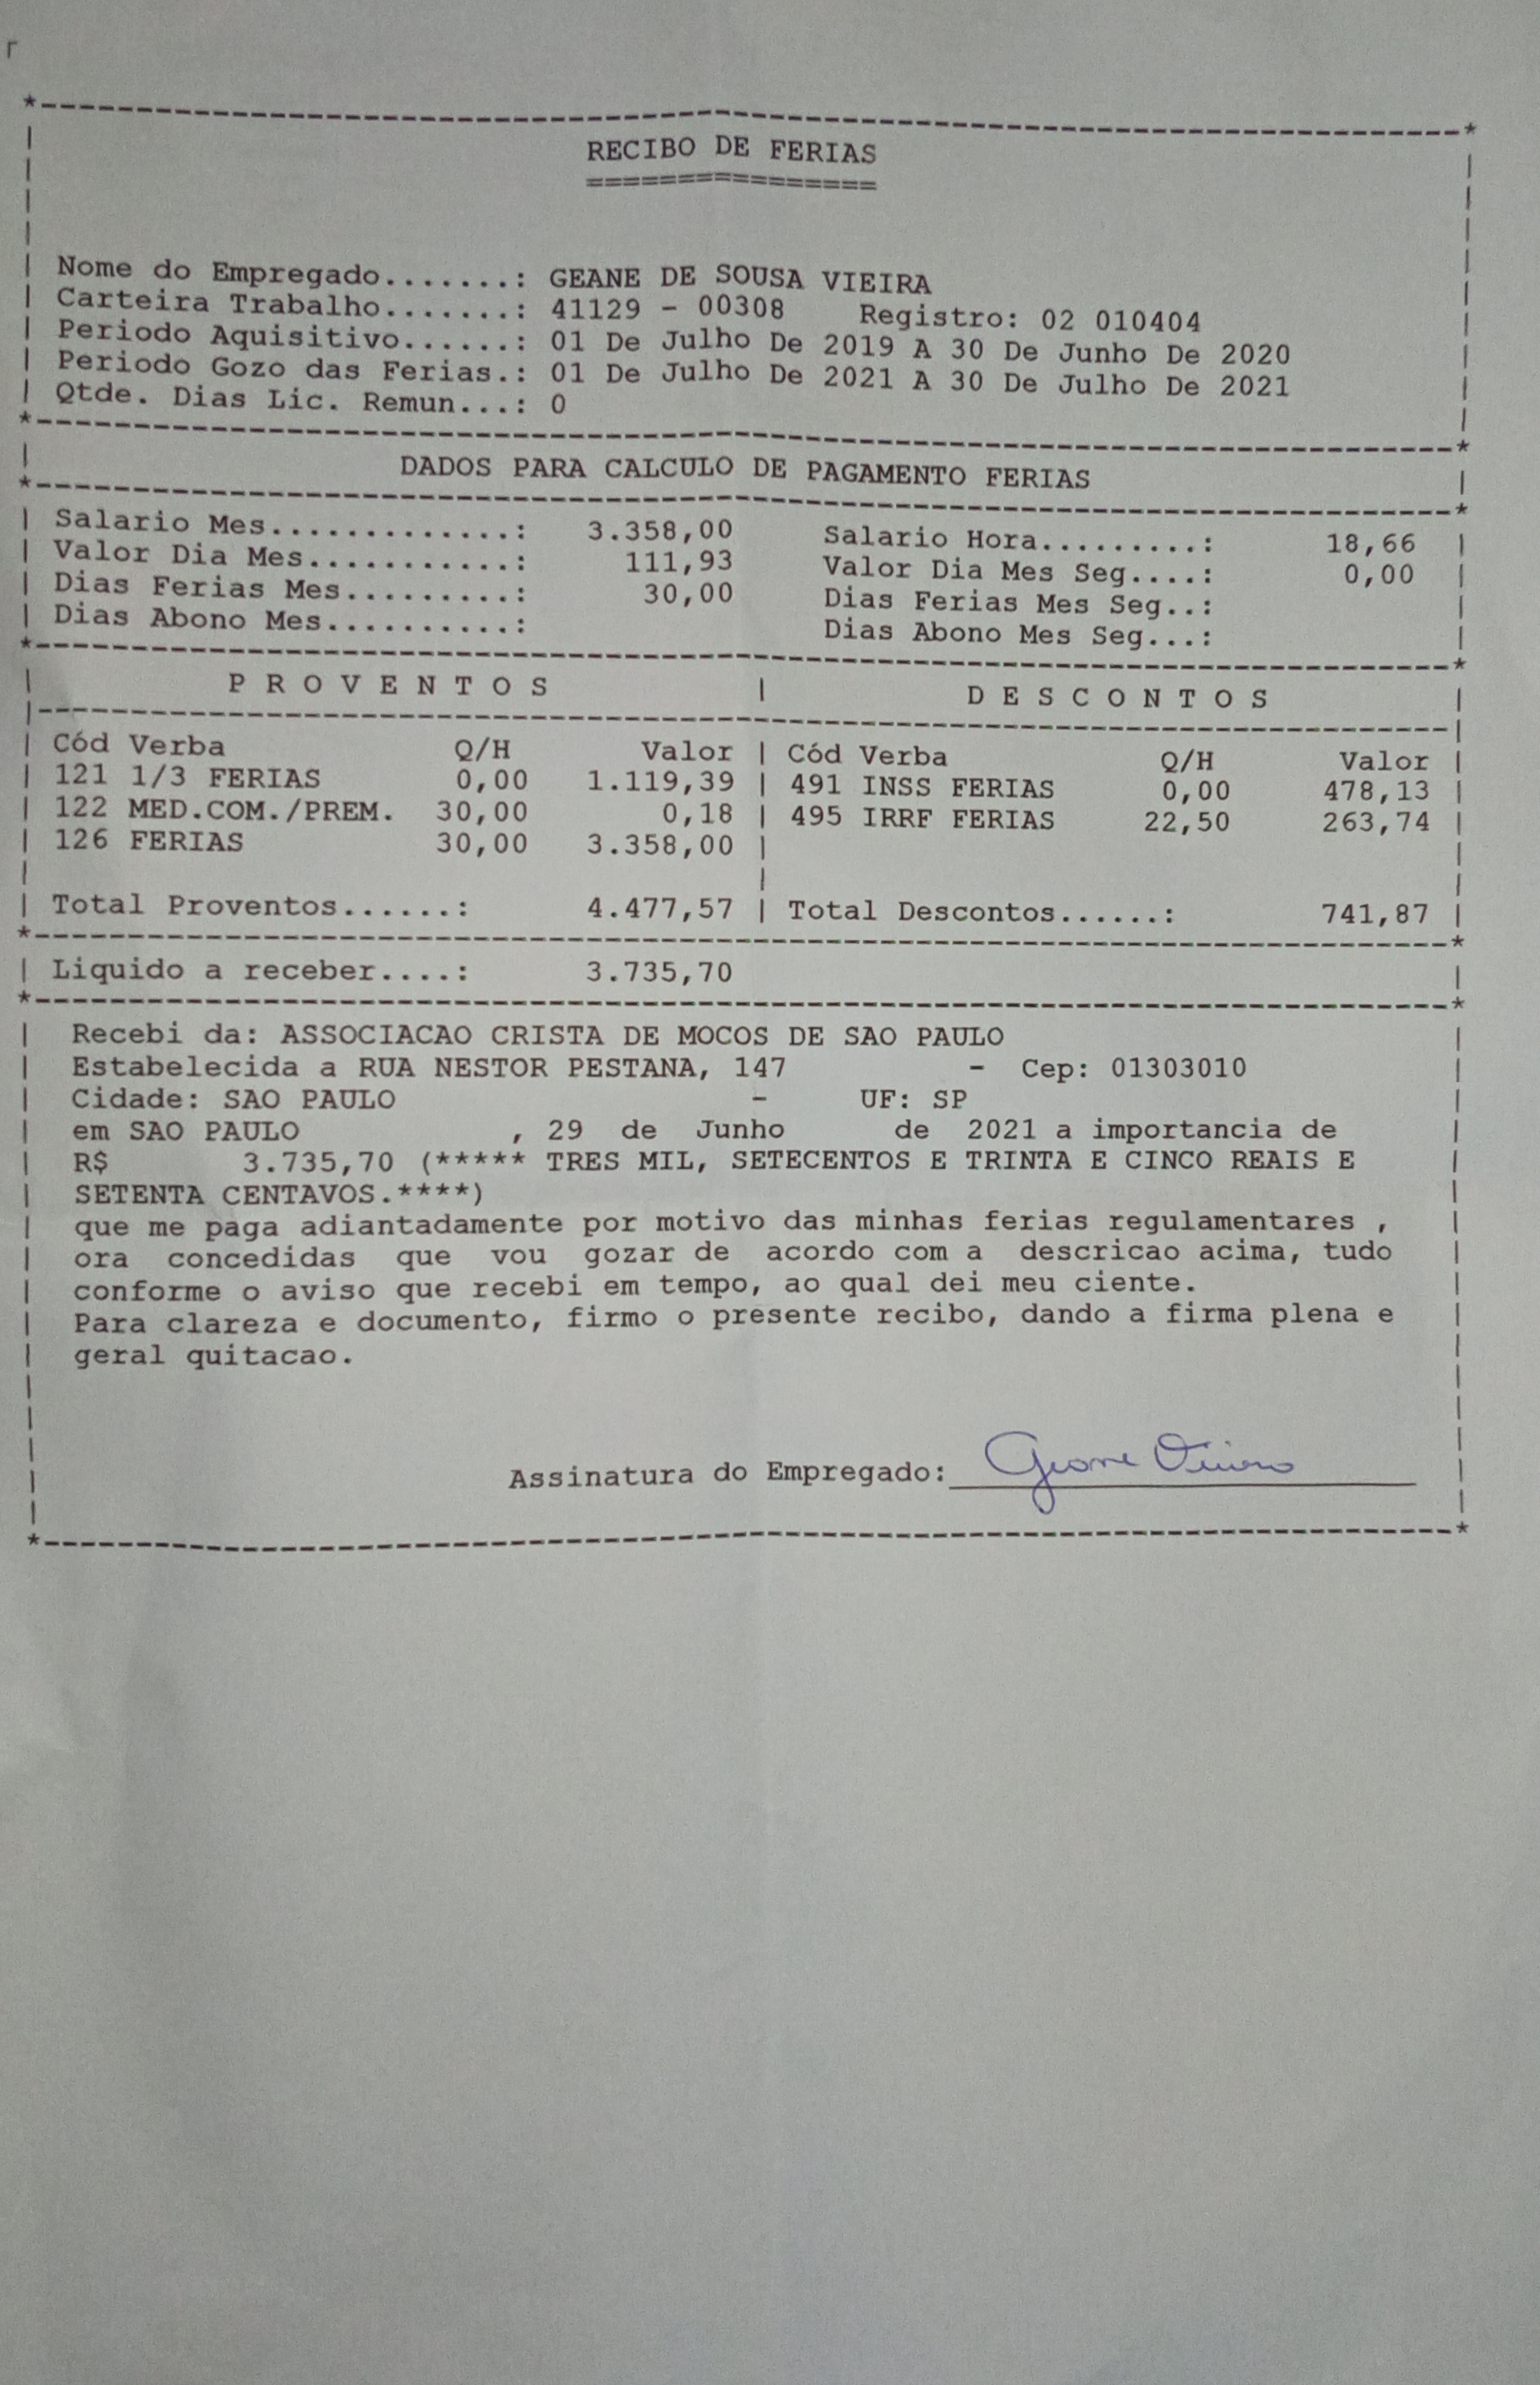 r
*------------------------------------------------------------------------------*
RECIBO DE FERIAS
================
| Nome do Empregado.......: GEANE DE SOUSA VIEIRA
| Carteira Trabalho.......: 41129 - 00308 Registro: 02 010404 |
| Periodo Aquisitivo......: 01 De Julho De 2019 A 30 De Junho De 2020 |
| Periodo Gozo das Ferias.: 01 De Julho De 2021 A 30 De Julho De 2021 |
| Qtde. Dias Lic. Remun...: 0 |
*------------------------------------------------------------------------------*
| DADOS PARA CALCULO DE PAGAMENTO FERIAS |
*------------------------------------------------------------------------------*
| Salario Mes.............: 3.358,00 Salario Hora.........: 18,66 |
| Valor Dia Mes...........: 111,93 Valor Dia Mes Seg....: 0,00 |
| Dias Ferias Mes.........: 30,00 Dias Ferias Mes Seg..: |
| Dias Abono Mes..........: Dias Abono Mes Seg...: |
*------------------------------------------------------------------------------*
| P R O V E N T O S | D E S C O N T O S |
|------------------------------------------------------------------------------|
| Cód Verba Q/H Valor | Cód Verba Q/H Valor |
| 121 1/3 FERIAS 0,00 1.119,39 | 491 INSS FERIAS 0,00 478,13 |
| 122 MED.COM./PREM. 30,00 0,18 | 495 IRRF FERIAS 22,50 263,74 |
| 126 FERIAS 30,00 3.358,00 | |
| Total Proventos......: 4.477,57 | Total Descontos......: 741,87 |
*------------------------------------------------------------------------------*
| Liquido a receber....: 3.735,70 |
*------------------------------------------------------------------------------*
| Recebi da: ASSOCIACAO CRISTA DE MOCOS DE SAO PAULO |
| Estabelecida a RUA NESTOR PESTANA, 147 - Cep: 01303010 |
| Cidade: SAO PAULO - UF: SP |
| em SAO PAULO , 29 de Junho de 2021 a importancia de |
| R$ 3.735,70 (***** TRES MIL, SETECENTOS E TRINTA E CINCO REAIS E |
| SETENTA CENTAVOS.****) |
| que me paga adiantadamente por motivo das minhas ferias regulamentares , |
| ora concedidas que vou gozar de acordo com a descricao acima, tudo |
| conforme o aviso que recebi em tempo, ao qual dei meu ciente. |
| Para clareza e documento, firmo o presente recibo, dando a firma plena e |
| geral quitacao. |
| Assinatura do Empregado: Geane Vieira |
*------------------------------------------------------------------------------*